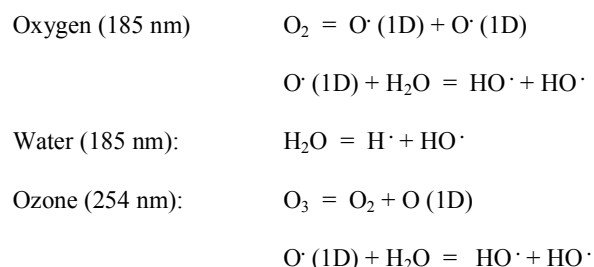 Oxygen (185 nm) O₂ = O˙ (1D) + O˙ (1D)
O˙ (1D) + H₂O = HO˙ + HO˙
Water (185 nm): H₂O = H˙ + HO˙
Ozone (254 nm): O₃ = O₂ + O (1D)
O˙ (1D) + H₂O = HO˙ + HO˙